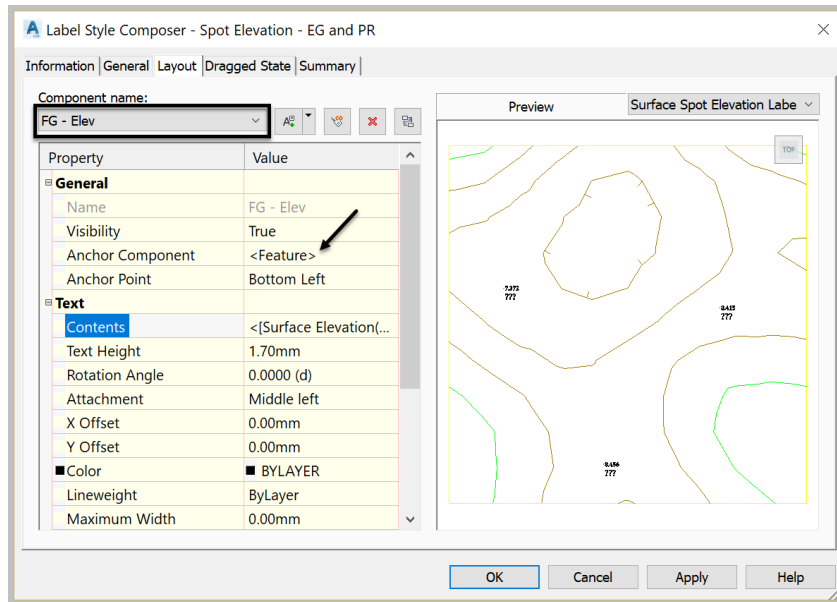 Label Style Composer - Spot Elevation - EG and PR
Information General Layout Dragged State Summary
Component name:
FG - Elev
Preview
Surface Spot Elevation Labe
Property Value
General
Name FG - Elev
Visibility True
Anchor Component <Feature>
Anchor Point Bottom Left
Text
Contents <[Surface Elevation(...
Text Height 1.70mm
Rotation Angle 0.0000 (d)
Attachment Middle left
X Offset 0.00mm
Y Offset 0.00mm
Color BYLAYER
Lineweight ByLayer
Maximum Width 0.00mm
TOP
???
???
???
OK Cancel Apply Help